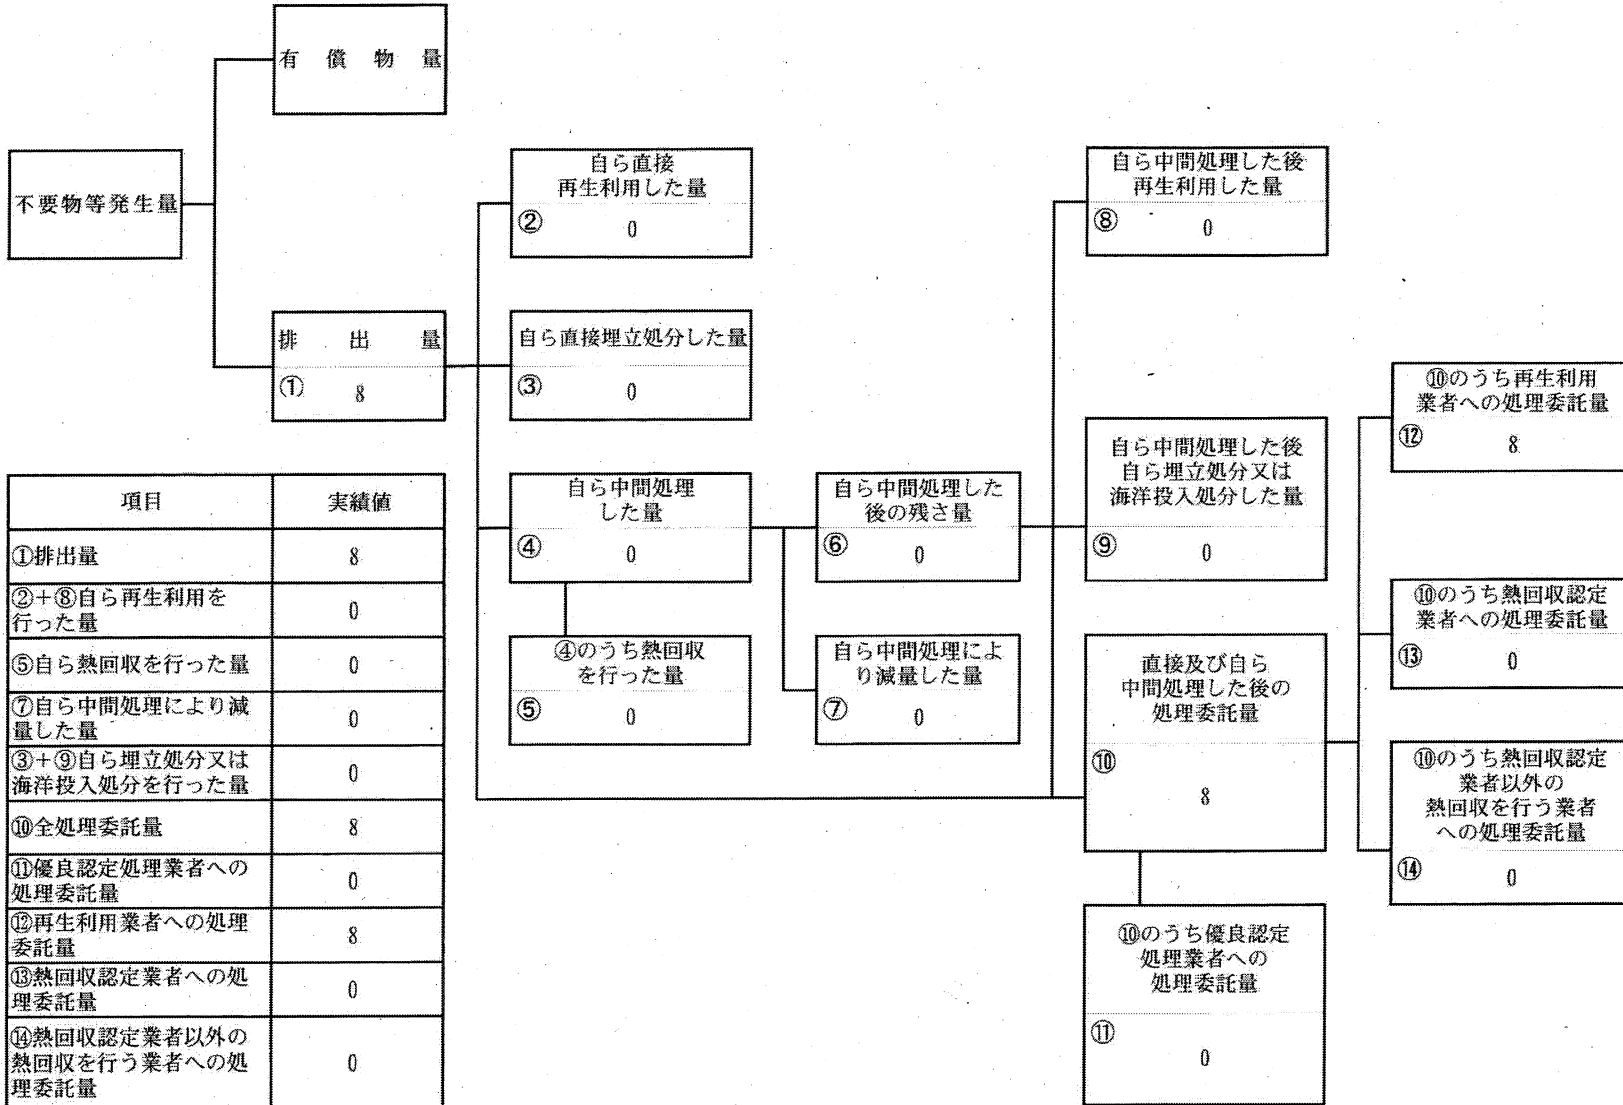 有償物量
不要物等発生量
排出量
① 8
自ら直接
再生利用した量
② 0
自ら直接埋立処分した量
③ 0
自ら中間処理
した量
④ 0
④のうち熱回収
を行った量
⑤ 0
自ら中間処理した
後の残さ量
⑥ 0
自ら中間処理によ
り減量した量
⑦ 0
自ら中間処理した後
再生利用した量
⑧ 0
自ら中間処理した後
自ら埋立処分又は
海洋投入処分した量
⑨ 0
直接及び自ら
中間処理した後の
処理委託量
⑩
8
⑩のうち優良認定
処理業者への
処理委託量
⑪
0
⑩のうち再生利用
業者への処理委託量
⑫ 8
⑩のうち熱回収認定
業者への処理委託量
⑬ 0
⑩のうち熱回収認定
業者以外の
熱回収を行う業者
への処理委託量
⑭ 0
項目 実績値
①排出量 8
②+⑧自ら再生利用を
行った量 0
⑤自ら熱回収を行った量 0
⑦自ら中間処理により減
量した量 0
③+⑨自ら埋立処分又は
海洋投入処分を行った量 0
⑩全処理委託量 8
⑪優良認定処理業者への
処理委託量 0
⑫再生利用業者への処理
委託量 8
⑬熱回収認定業者への処
理委託量 0
⑭熱回収認定業者以外の
熱回収を行う業者への処
理委託量 0